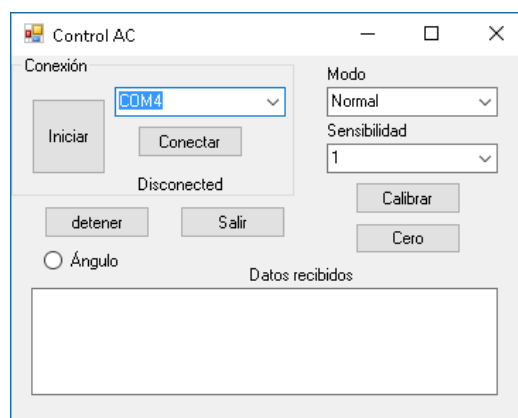 Control AC
Conexión
COM4
Iniciar
Conectar
Disconected
Modo
Normal
Sensibilidad
1
Calibrar
Cero
detener
Salir
Ángulo
Datos recibidos